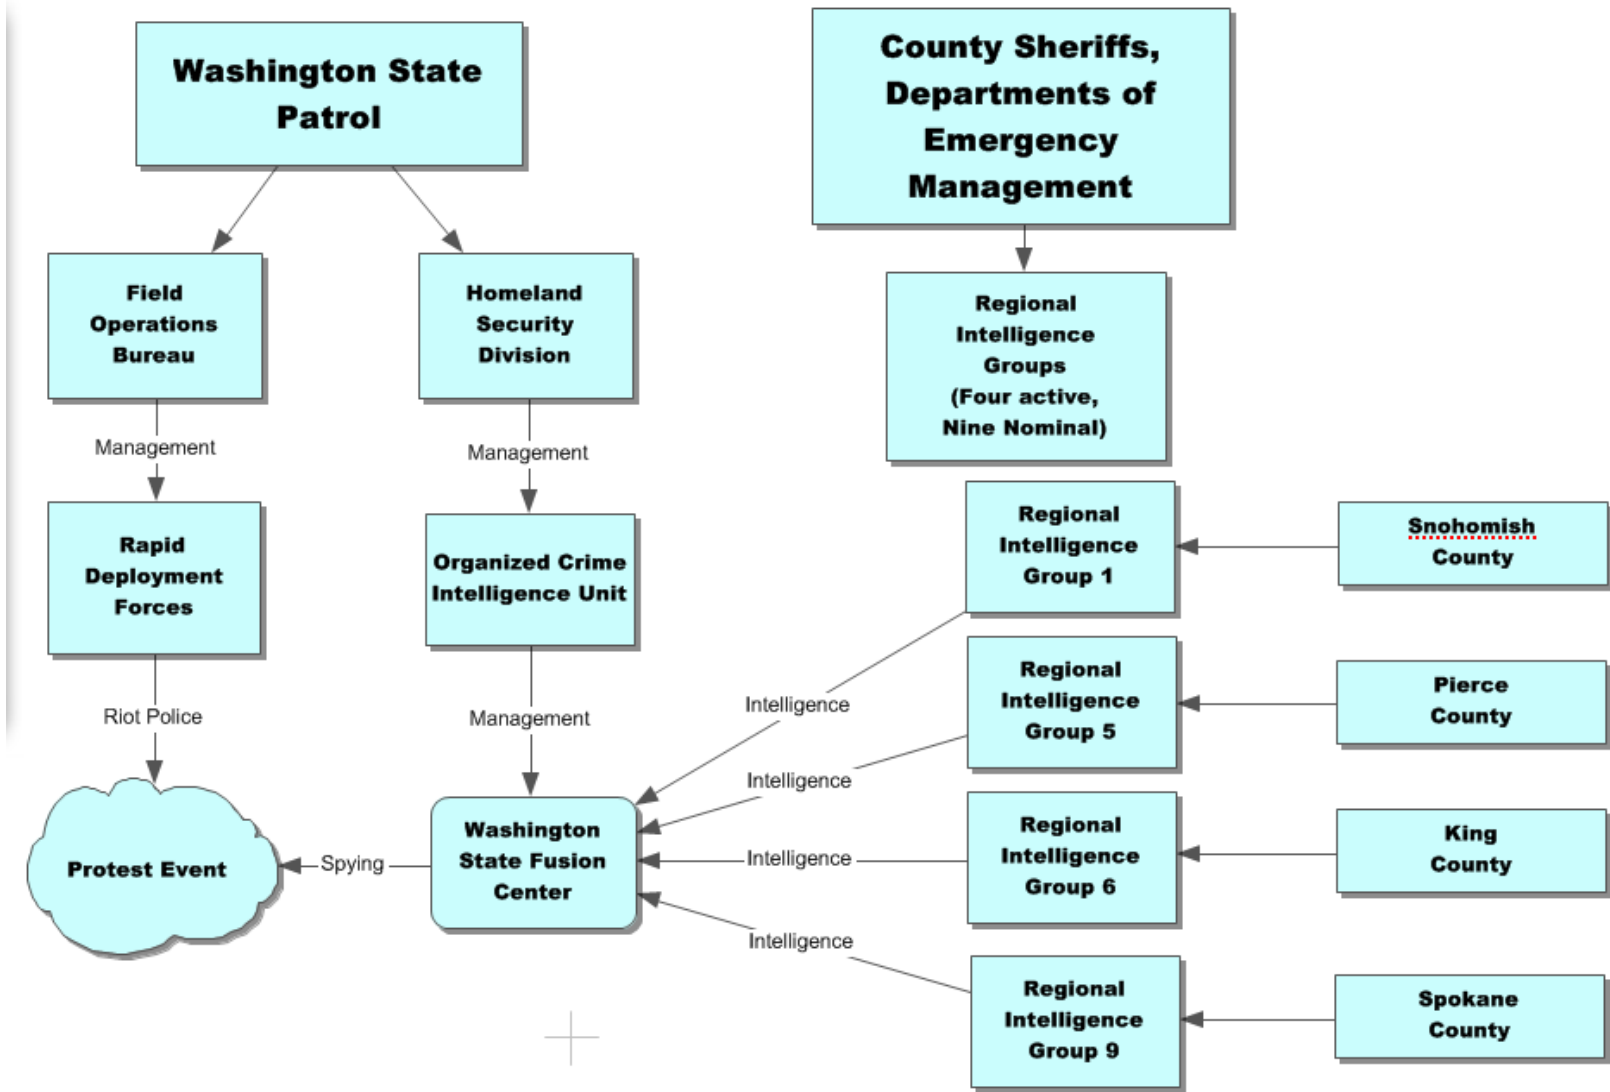 Washington State
Patrol
County Sheriffs,
Departments of
Emergency
Management
Field
Operations
Bureau
Homeland
Security
Division
Regional
Intelligence
Groups
(Four active,
Nine Nominal)
Management
Management
Rapid
Deployment
Forces
Organized Crime
Intelligence Unit
Regional
Intelligence
Group 1
Snohomish
County
Regional
Intelligence
Group 5
Pierce
County
Riot Police
Management
Intelligence
Intelligence
Protest Event
Spying
Washington
State Fusion
Center
Intelligence
Regional
Intelligence
Group 6
King
County
Intelligence
Regional
Intelligence
Group 9
Spokane
County